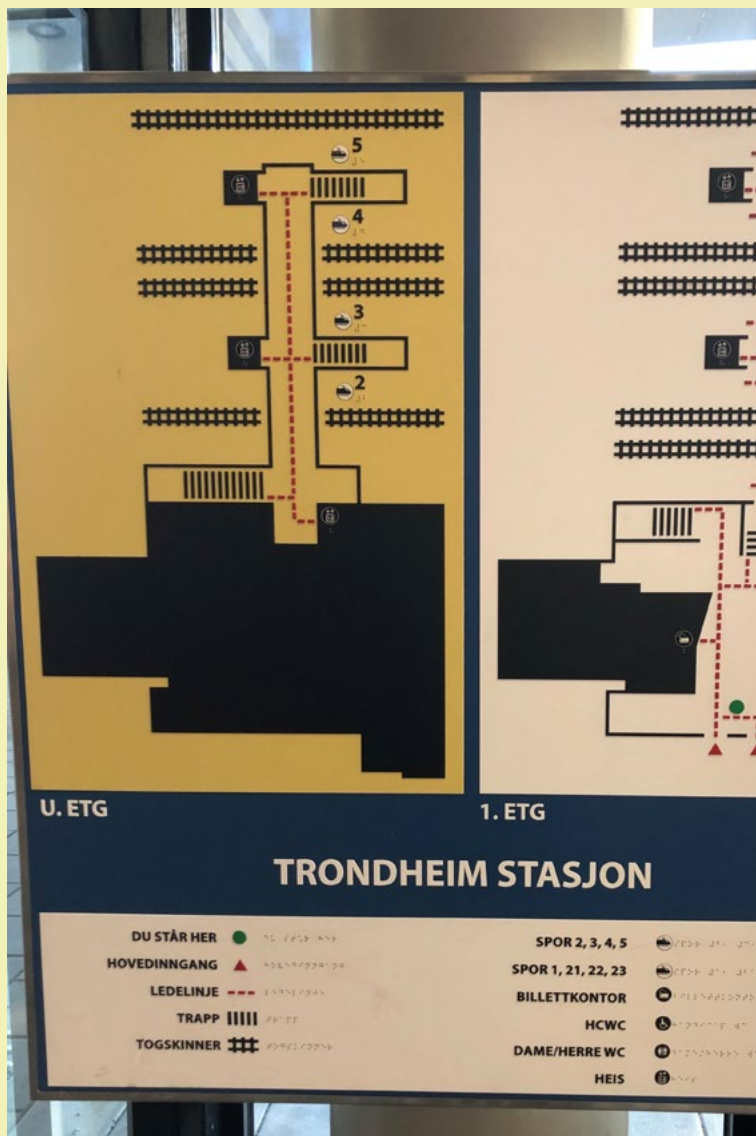 5
4
3
2
U. ETG
1. ETG
TRONDHEIM STASJON
DU STÅR HER
HOVEDINNGANG
LEDELINJE
TRAPP
TOGSKINNER
SPOR 2, 3, 4, 5
SPOR 1, 21, 22, 23
BILLETTKONTOR
HCWC
DAME/HERRE WC
HEIS